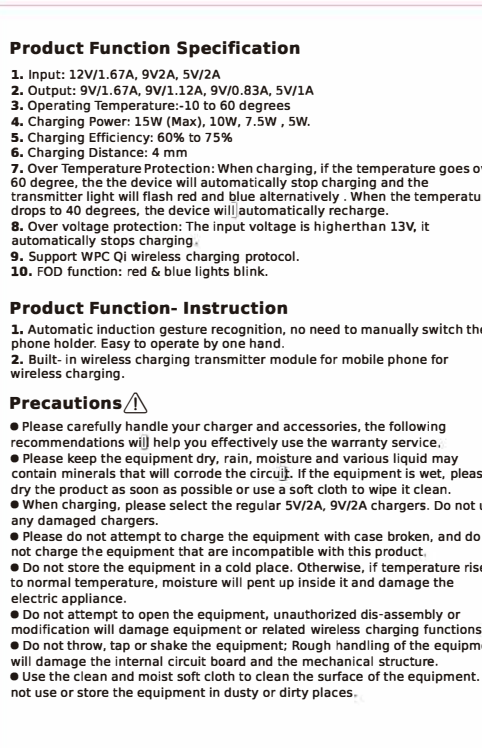 Product Function Specification
1. Input: 12V/1.67A, 9V2A, 5V/2A
2. Output: 9V/1.67A, 9V/1.12A, 9V/0.83A, 5V/1A
3. Operating Temperature:-10 to 60 degrees
4. Charging Power: 15W (Max), 10W, 7.5W , 5W.
5. Charging Efficiency: 60% to 75%
6. Charging Distance: 4 mm
7. Over Temperature Protection: When charging, if the temperature goes ov
60 degree, the the device will automatically stop charging and the
transmitter light will flash red and blue alternatively . When the temperatu
drops to 40 degrees, the device will automatically recharge.
8. Over voltage protection: The input voltage is higherthan 13V, it
automatically stops charging.
9. Support WPC Qi wireless charging protocol.
10. FOD function: red & blue lights blink.
Product Function- Instruction
1. Automatic induction gesture recognition, no need to manually switch the
phone holder. Easy to operate by one hand.
2. Built- in wireless charging transmitter module for mobile phone for
wireless charging.
Precautions
● Please carefully handle your charger and accessories, the following
recommendations will help you effectively use the warranty service.
● Please keep the equipment dry, rain, moisture and various liquid may
contain minerals that will corrode the circuit. If the equipment is wet, pleas
dry the product as soon as possible or use a soft cloth to wipe it clean.
● When charging, please select the regular 5V/2A, 9V/2A chargers. Do not u
any damaged chargers.
● Please do not attempt to charge the equipment with case broken, and do
not charge the equipment that are incompatible with this product.
● Do not store the equipment in a cold place. Otherwise, if temperature rise
to normal temperature, moisture will pent up inside it and damage the
electric appliance.
● Do not attempt to open the equipment, unauthorized dis-assembly or
modification will damage equipment or related wireless charging functions
● Do not throw, tap or shake the equipment; Rough handling of the equipme
will damage the internal circuit board and the mechanical structure.
● Use the clean and moist soft cloth to clean the surface of the equipment.
not use or store the equipment in dusty or dirty places.